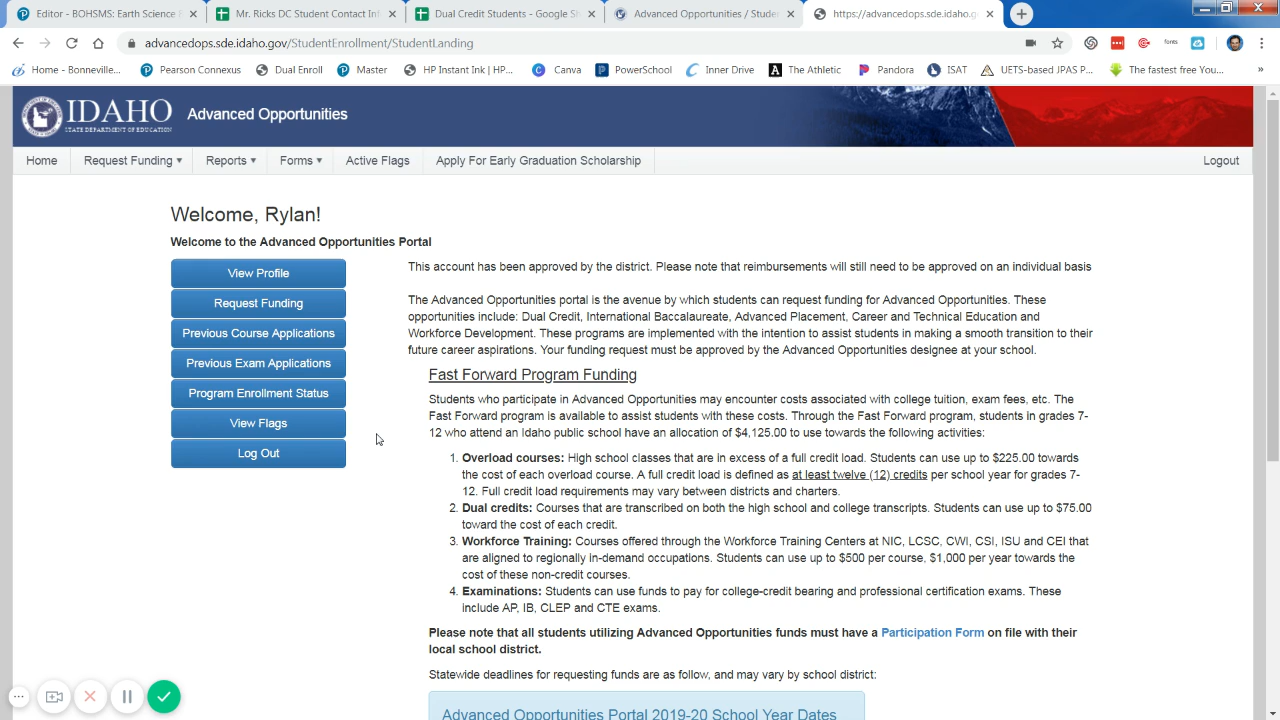 Editor - BOHSMS: Earth Science F
Mr. Ricks DC Student Contact Inf
Dual Credit Students - Google Sh
Advanced Opportunities / Studen
https://advancedops.sde.idaho.go
advancedops.sde.idaho.gov/StudentEnrollment/StudentLanding
fonts
Home - Bonneville...
Pearson Connexus
Dual Enroll
Master
HP Instant Ink | HP...
Canva
PowerSchool
Inner Drive
The Athletic
Pandora
ISAT
UETS-based JPAS P...
The fastest free You...
IDAHO
STATE DEPARTMENT OF EDUCATION
Advanced Opportunities
Home
Request Funding
Reports
Forms
Active Flags
Apply For Early Graduation Scholarship
Logout
Welcome, Rylan!
Welcome to the Advanced Opportunities Portal
View Profile
Request Funding
Previous Course Applications
Previous Exam Applications
Program Enrollment Status
View Flags
Log Out
This account has been approved by the district. Please note that reimbursements will still need to be approved on an individual basis
The Advanced Opportunities portal is the avenue by which students can request funding for Advanced Opportunities. These
opportunities include: Dual Credit, International Baccalaureate, Advanced Placement, Career and Technical Education and
Workforce Development. These programs are implemented with the intention to assist students in making a smooth transition to their
future career aspirations. Your funding request must be approved by the Advanced Opportunities designee at your school.
Fast Forward Program Funding
Students who participate in Advanced Opportunities may encounter costs associated with college tuition, exam fees, etc. The
Fast Forward program is available to assist students with these costs. Through the Fast Forward program, students in grades 7-
12 who attend an Idaho public school have an allocation of $4,125.00 to use towards the following activities:
1. Overload courses: High school classes that are in excess of a full credit load. Students can use up to $225.00 towards
the cost of each overload course. A full credit load is defined as at least twelve (12) credits per school year for grades 7-
12. Full credit load requirements may vary between districts and charters.
2. Dual credits: Courses that are transcribed on both the high school and college transcripts. Students can use up to $75.00
toward the cost of each credit.
3. Workforce Training: Courses offered through the Workforce Training Centers at NIC, LCSC, CWI, CSI, ISU and CEI that
are aligned to regionally in-demand occupations. Students can use up to $500 per course, $1,000 per year towards the
cost of these non-credit courses.
4. Examinations: Students can use funds to pay for college-credit bearing and professional certification exams. These
include AP, IB, CLEP and CTE exams.
Please note that all students utilizing Advanced Opportunities funds must have a Participation Form on file with their
local school district.
Statewide deadlines for requesting funds are as follow, and may vary by school district:
Advanced Opportunities Portal 2019-20 School Year Dates